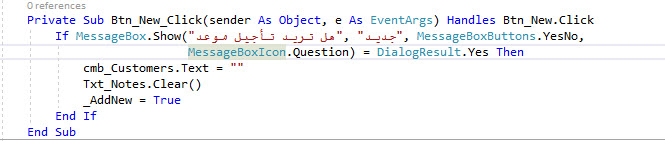 0 references
Private Sub Btn_New_Click(sender As Object, e As EventArgs) Handles Btn_New.Click
If MessageBox.Show("هل تريد تأجيل موعد", "جديد", MessageBoxButtons.YesNo,
MessageBoxIcon.Question) = DialogResult.Yes Then
cmb_Customers.Text = ""
Txt_Notes.Clear()
_AddNew = True
End If
End Sub